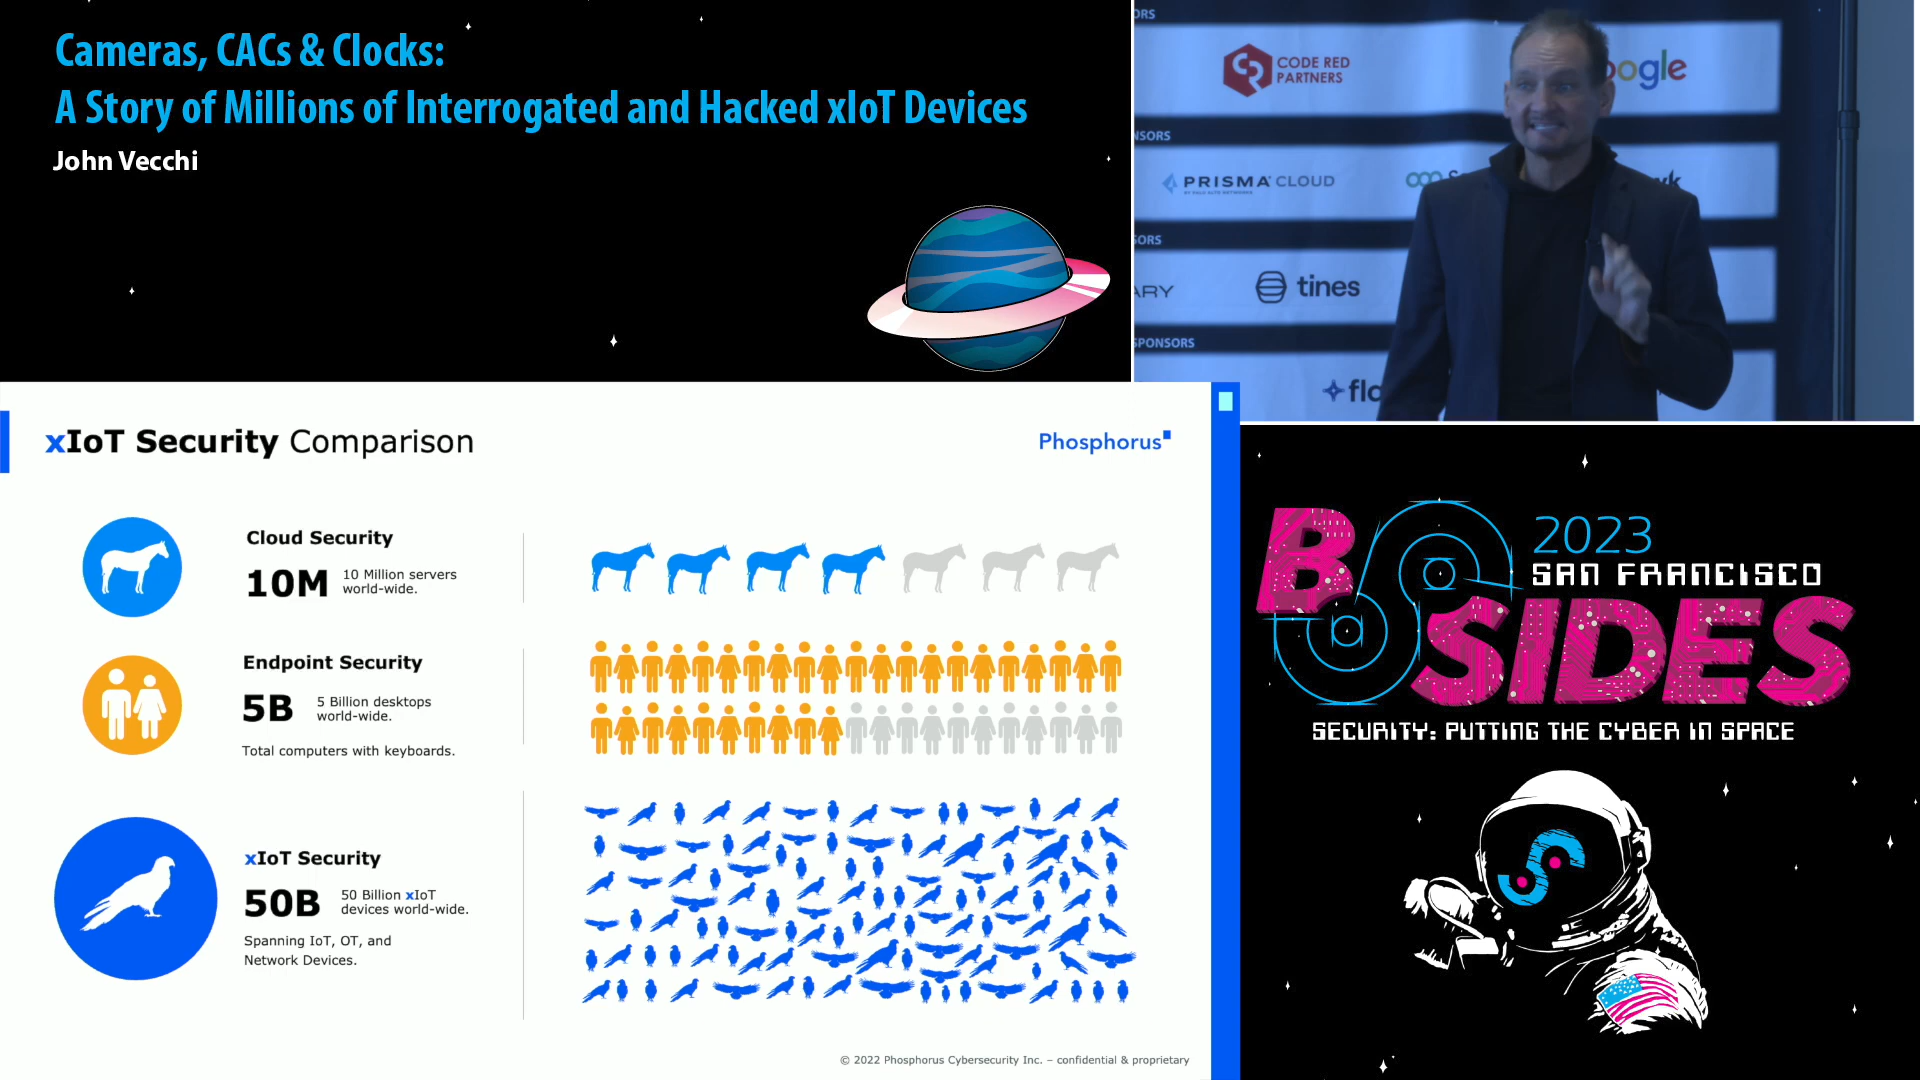 Cameras, CACs & Clocks:
A Story of Millions of Interrogated and Hacked xIoT Devices
John Vecchi
CODE RED
PARTNERS
PRISMA CLOUD
tines
SPONSORS
xIoT Security Comparison
Phosphorus
Cloud Security
10M
10 Million servers
world-wide.
Endpoint Security
5B
5 Billion desktops
world-wide.
Total computers with keyboards.
xIoT Security
50B
50 Billion xIoT
devices world-wide.
Spanning IoT, OT, and
Network Devices.
© 2022 Phosphorus Cybersecurity Inc. – confidential & proprietary
2023
SAN FRANCISCO
BSIDES
SECURITY: PUTTING THE CYBER IN SPACE